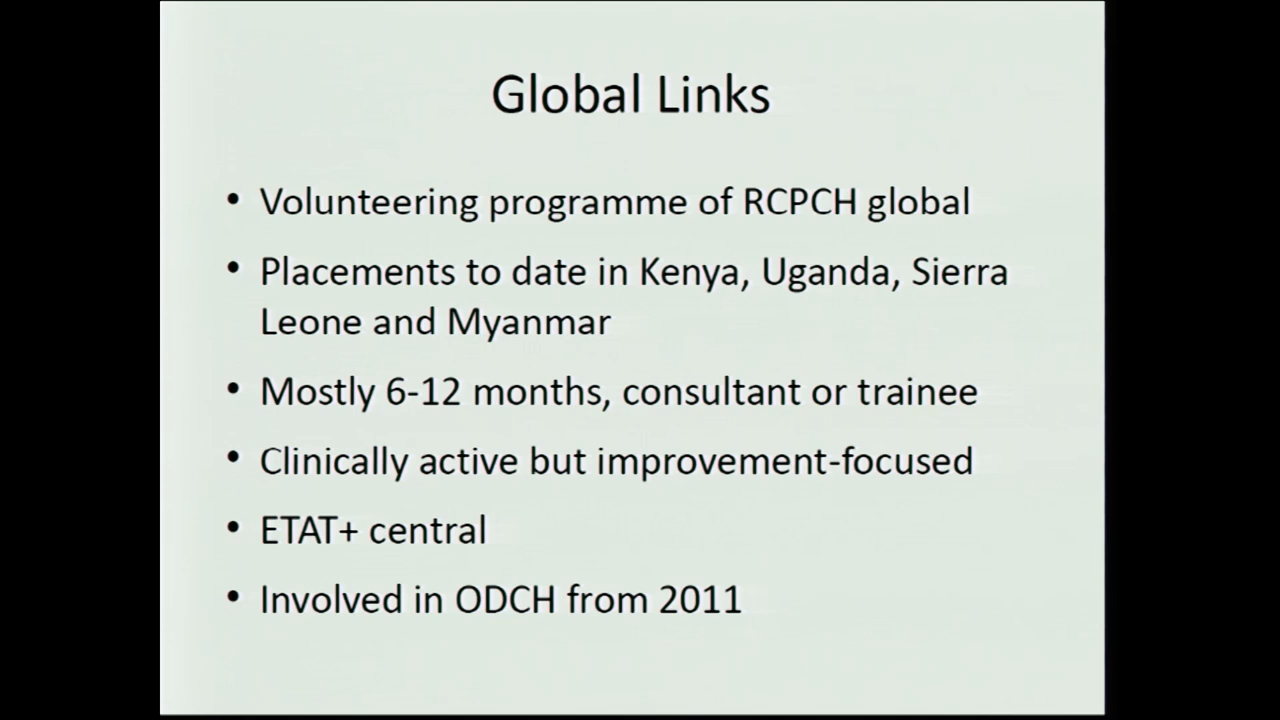 Global Links
• Volunteering programme of RCPCH global
• Placements to date in Kenya, Uganda, Sierra
Leone and Myanmar
• Mostly 6-12 months, consultant or trainee
• Clinically active but improvement-focused
• ETAT+ central
• Involved in ODCH from 2011